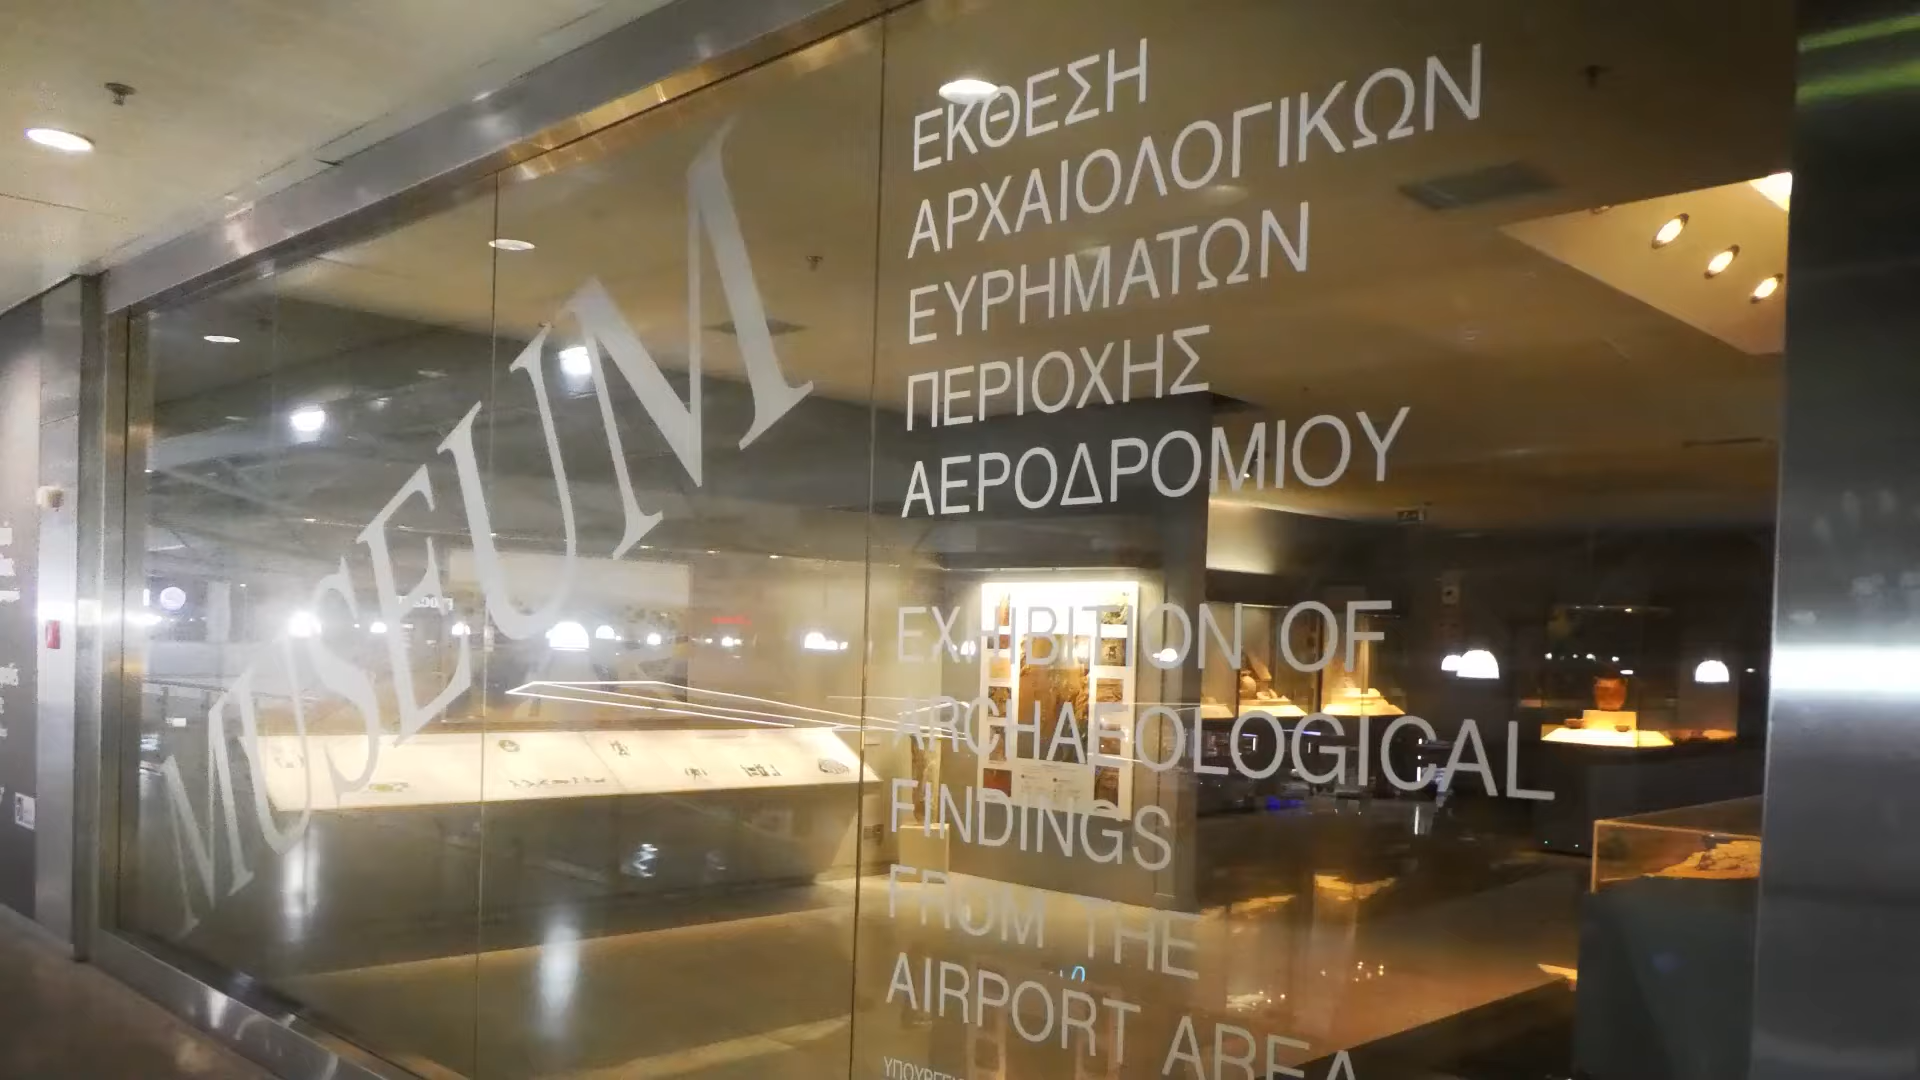 MUSEUM
ΕΚΘΕΣΗ
ΑΡΧΑΙΟΛΟΓΙΚΩΝ
ΕΥΡΗΜΑΤΩΝ
ΠΕΡΙΟΧΗΣ
ΑΕΡΟΔΡΟΜΙΟΥ
EXHIBITION OF
ARCHAEOLOGICAL
FINDINGS
FROM THE
AIRPORT AREA